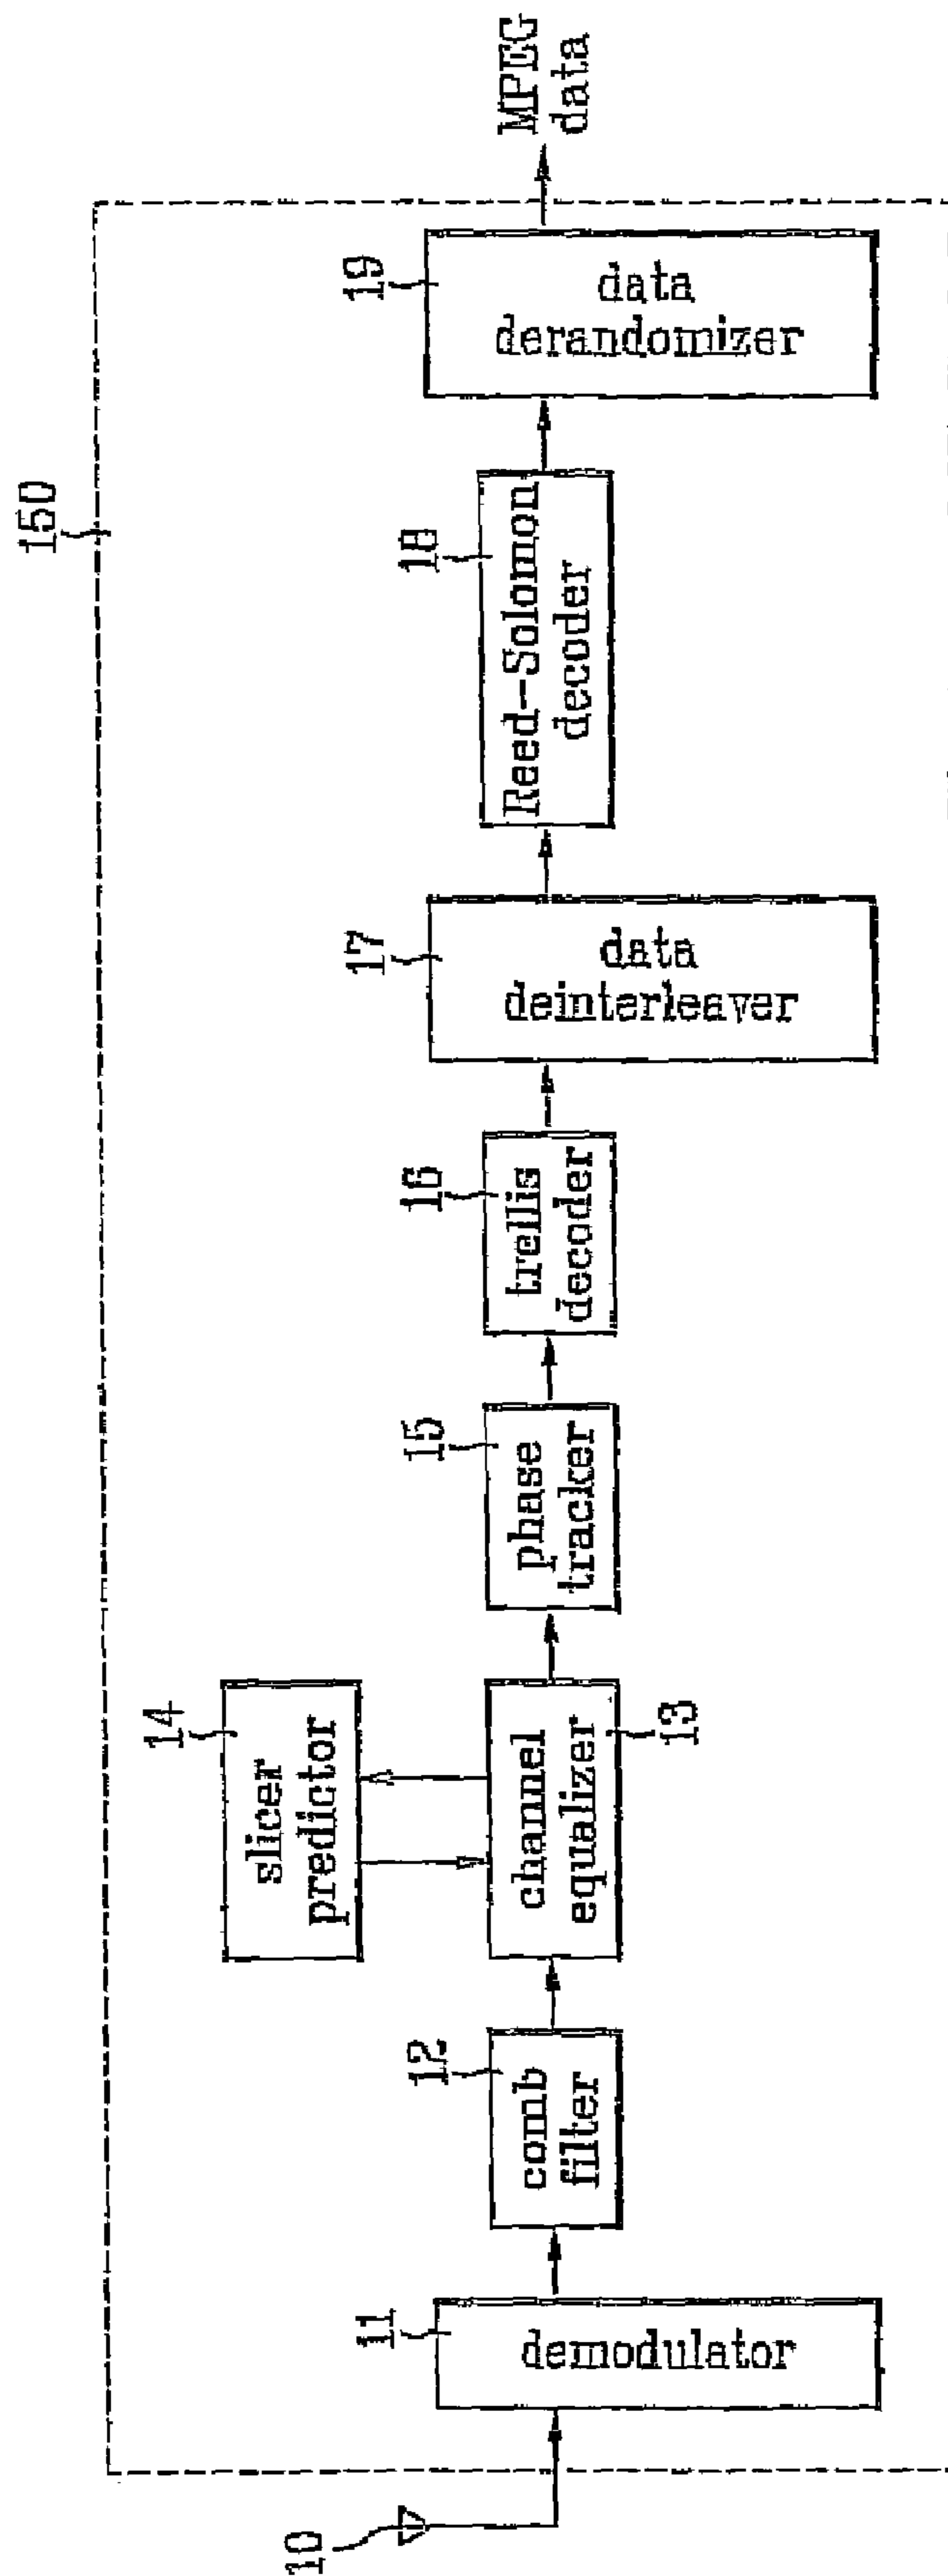 150
10
11
demodulator
12
comb
filter
14
slicer
predictor
channel
equalizer
13
15
phase
tracker
16
trellis
decoder
17
data
deinterleaver
18
Reed-Solomon
decoder
19
data
derandomizer
MPEG
data